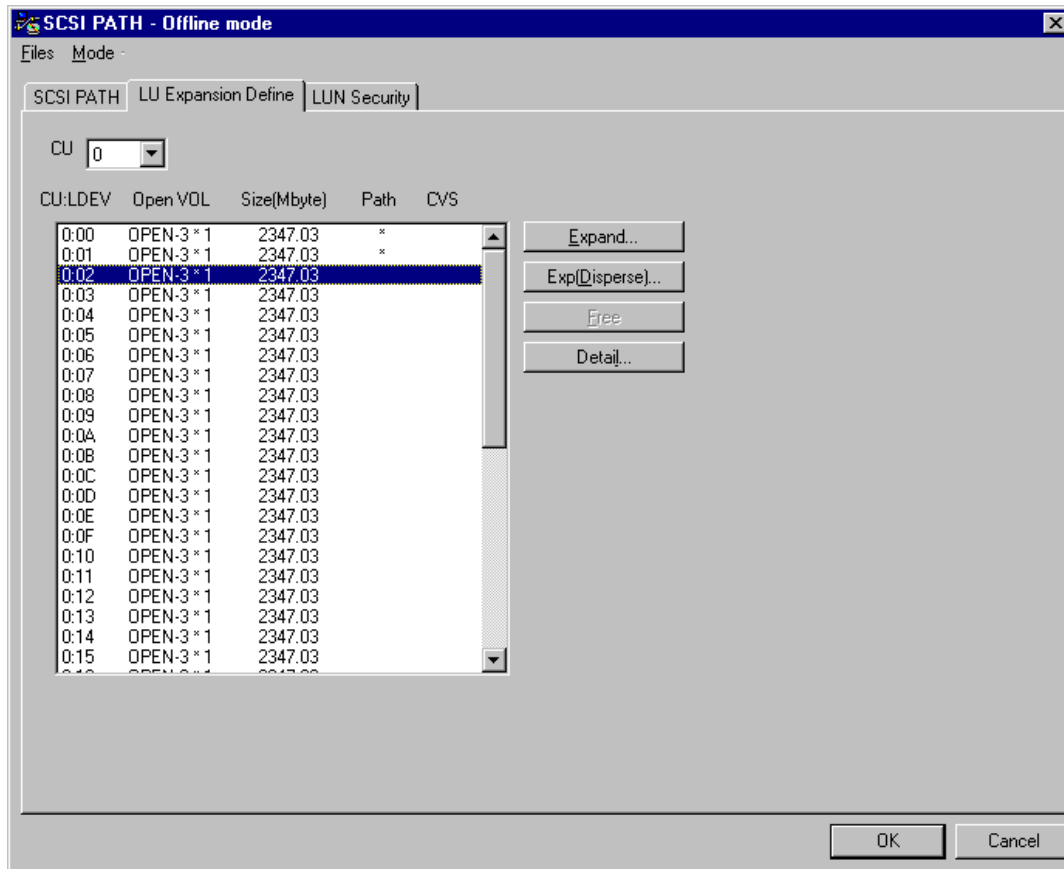 SCSI PATH - Offline mode
Files Mode
SCSI PATH LU Expansion Define LUN Security
CU 0
CU:LDEV Open VOL Size(Mbyte) Path CVS
0:00 OPEN-3 * 1 2347.03 *
0:01 OPEN-3 * 1 2347.03 *
0:02 OPEN-3 * 1 2347.03
0:03 OPEN-3 * 1 2347.03
0:04 OPEN-3 * 1 2347.03
0:05 OPEN-3 * 1 2347.03
0:06 OPEN-3 * 1 2347.03
0:07 OPEN-3 * 1 2347.03
0:08 OPEN-3 * 1 2347.03
0:09 OPEN-3 * 1 2347.03
0:0A OPEN-3 * 1 2347.03
0:0B OPEN-3 * 1 2347.03
0:0C OPEN-3 * 1 2347.03
0:0D OPEN-3 * 1 2347.03
0:0E OPEN-3 * 1 2347.03
0:0F OPEN-3 * 1 2347.03
0:10 OPEN-3 * 1 2347.03
0:11 OPEN-3 * 1 2347.03
0:12 OPEN-3 * 1 2347.03
0:13 OPEN-3 * 1 2347.03
0:14 OPEN-3 * 1 2347.03
0:15 OPEN-3 * 1 2347.03
Expand...
Exp(Disperse)...
Free
Detail...
OK Cancel